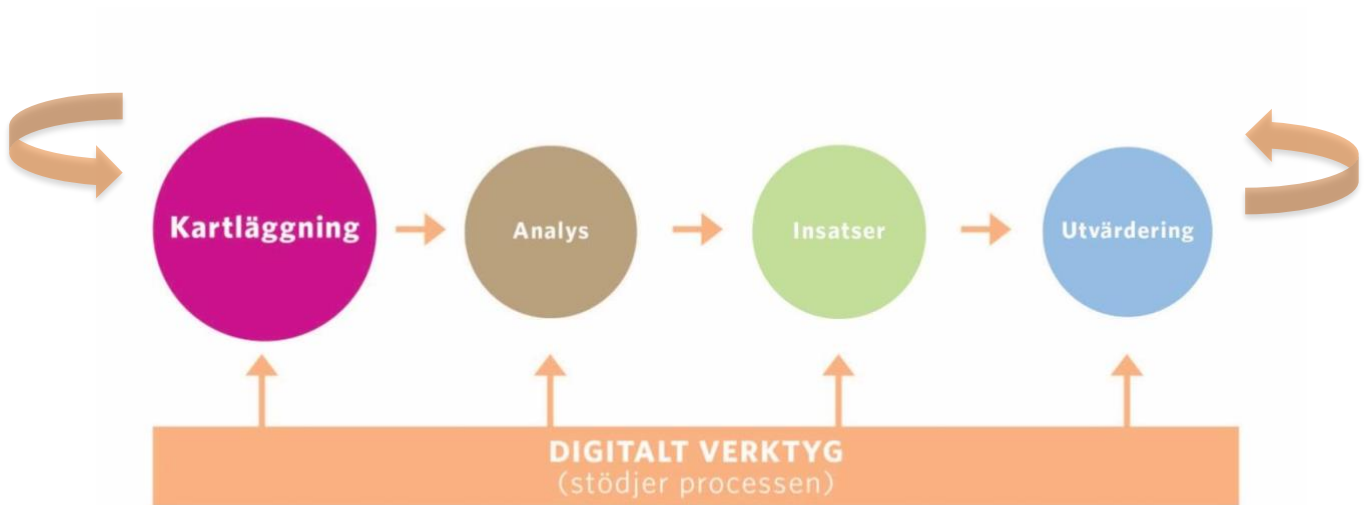 Kartläggning
Analys
Insatser
Utvärdering
DIGITALT VERKTYG
(stödjer processen)